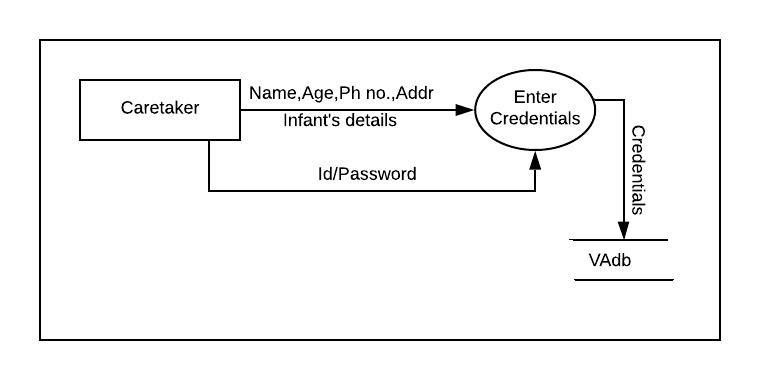 Caretaker
Name,Age,Ph no.,Addr
Infant's details
Enter
Credentials
Id/Password
Credentials
VAdb